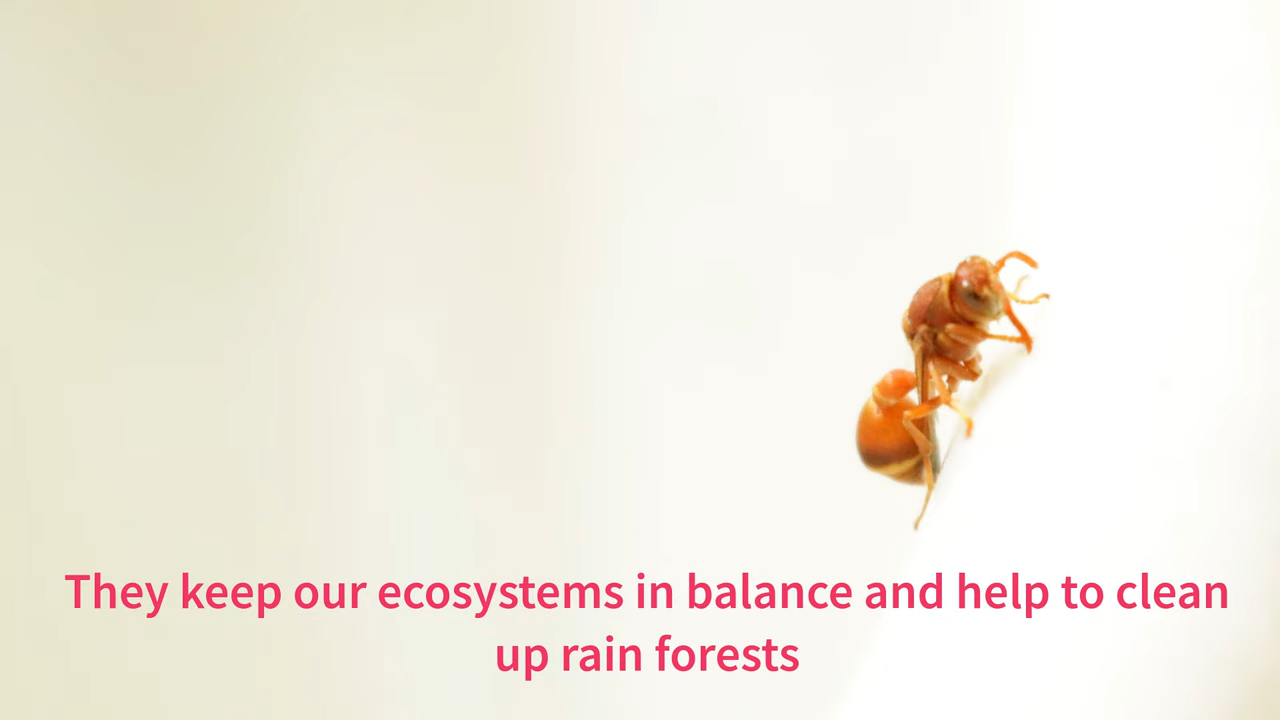 They keep our ecosystems in balance and help to clean
up rain forests